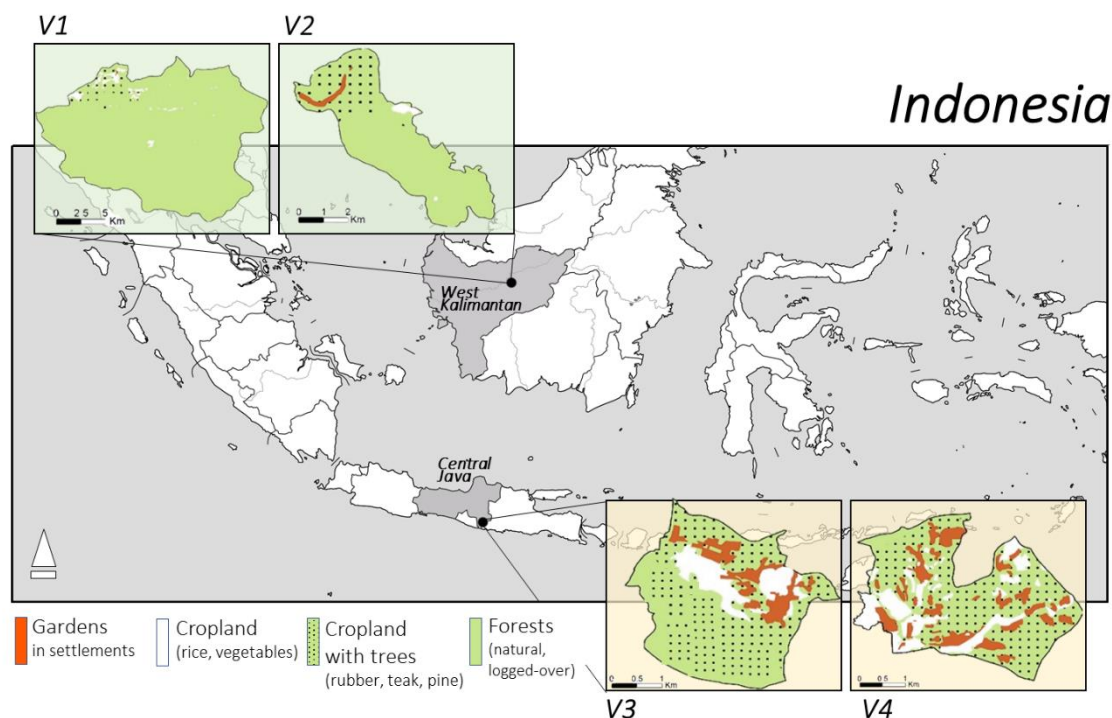 V1
V2
Indonesia
0 2.5 5
Km
0 1 2
Km
West
Kalimantan
Central
Java
0 0.5 1
Km
0 0.5 1
Km
Gardens
in settlements
Cropland
(rice, vegetables)
Cropland
with trees
(rubber, teak, pine)
Forests
(natural,
logged-over)
V3
V4